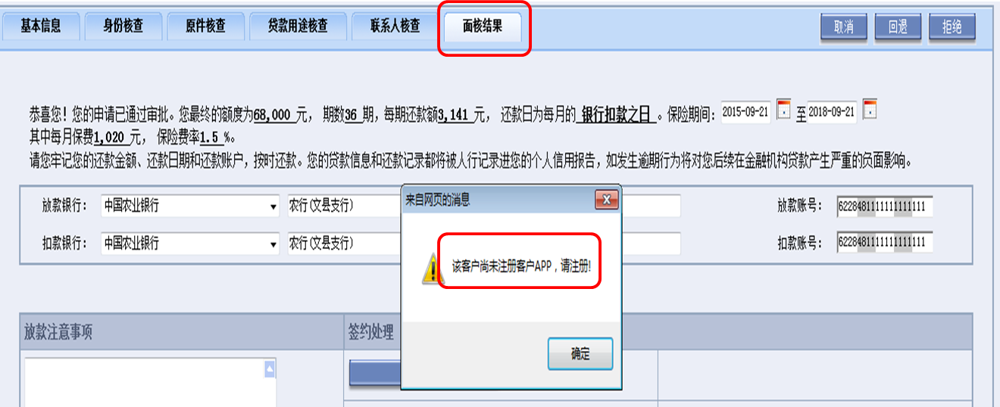 基本信息 身份核查 原件核查 贷款用途核查 联系人核查 面核结果 取消 回退 拒绝
恭喜您！您的申请已通过审批。您最终的额度为68,000 元， 期数36 期，每期还款额3,141 元， 还款日为每月的 银行扣款之日 。保险期间： 2015-09-21 至 2018-09-21
其中每月保费1,020 元， 保险费率1.5 %。
请您牢记您的还款金额、还款日期和还款账户，按时还款。您的贷款信息和还款记录都将被人行记录进您的个人信用报告，如发生逾期行为将对您后续在金融机构贷款产生严重的负面影响。
来自网页的消息
放款银行： 中国农业银行 农行(文县支行) 放款账号： 6228481111111111111
扣款银行： 中国农业银行 农行(文县支行) 扣款账号： 6228481111111111111
该客户尚未注册客户APP，请注册!
确定
放款注意事项 签约处理